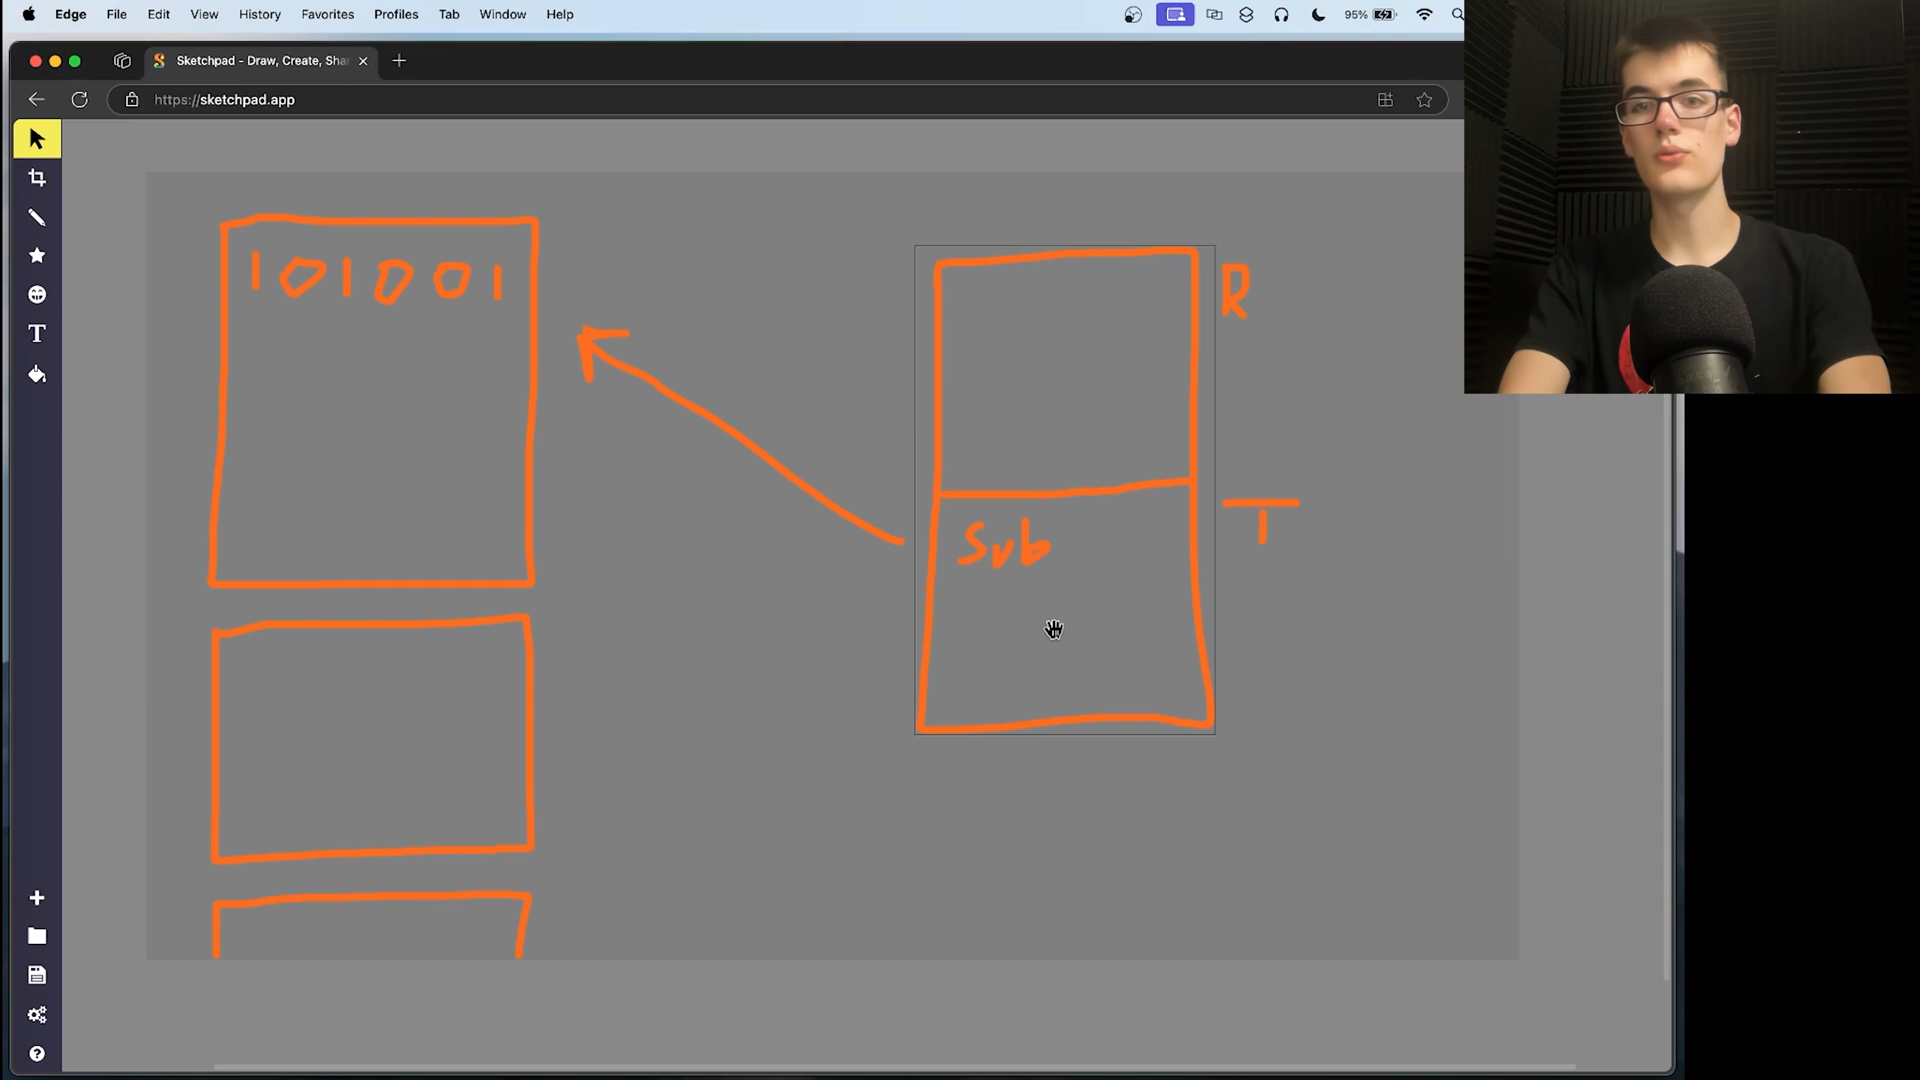 Edge File Edit View History Favorites Profiles Tab Window Help 95%
Sketchpad - Draw, Create, Sha
https://sketchpad.app
T
101001
R
T
Sub
?